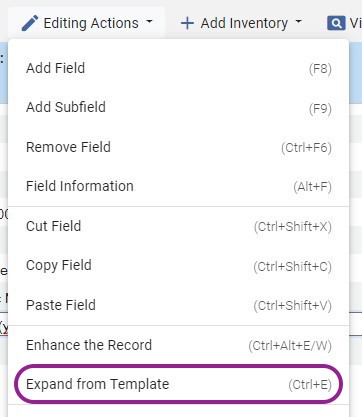 Editing Actions + Add Inventory Vi
Add Field (F8)
Add Subfield (F9)
Remove Field (Ctrl+F6)
Field Information (Alt+F)
Cut Field (Ctrl+Shift+X)
Copy Field (Ctrl+Shift+C)
Paste Field (Ctrl+Shift+V)
Enhance the Record (Ctrl+Alt+E/W)
Expand from Template (Ctrl+E)